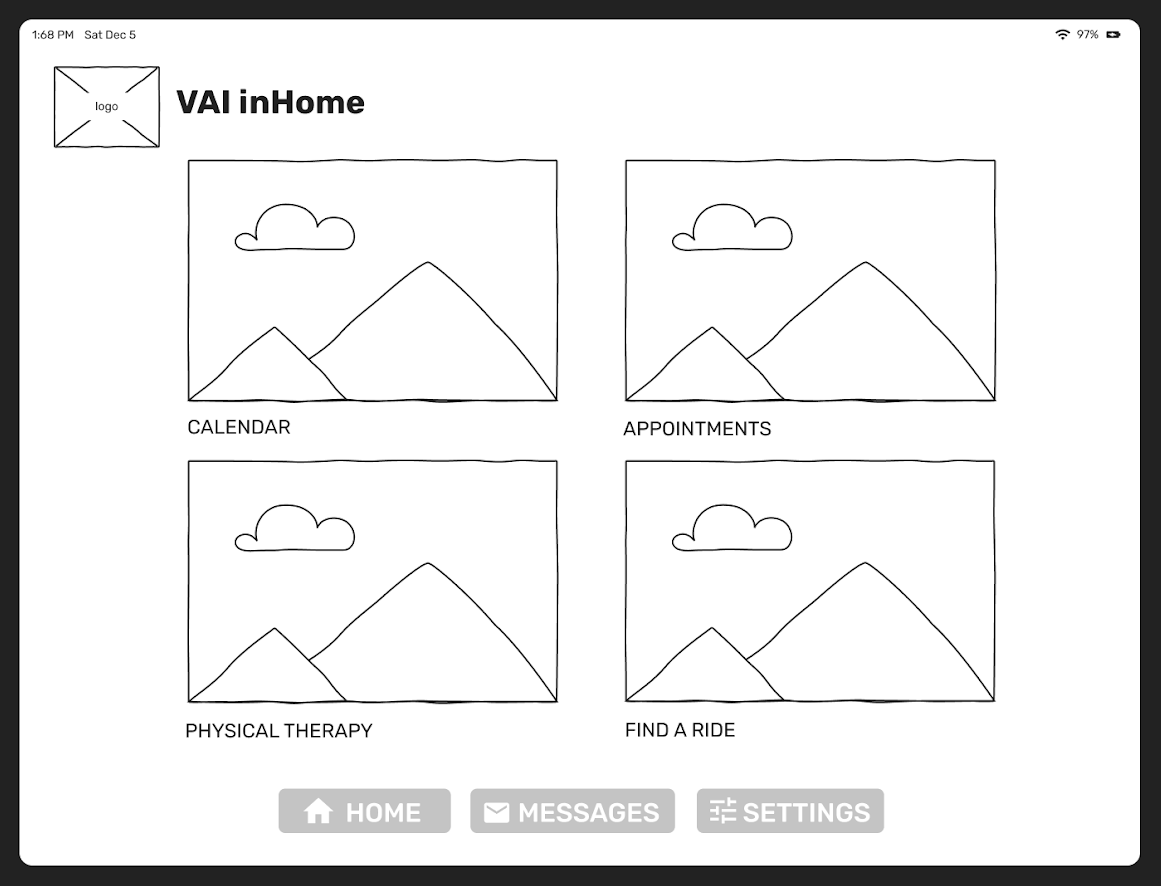 1:68 PM Sat Dec 5 97%
logo
VAI inHome
CALENDAR
APPOINTMENTS
PHYSICAL THERAPY
FIND A RIDE
HOME
MESSAGES
SETTINGS